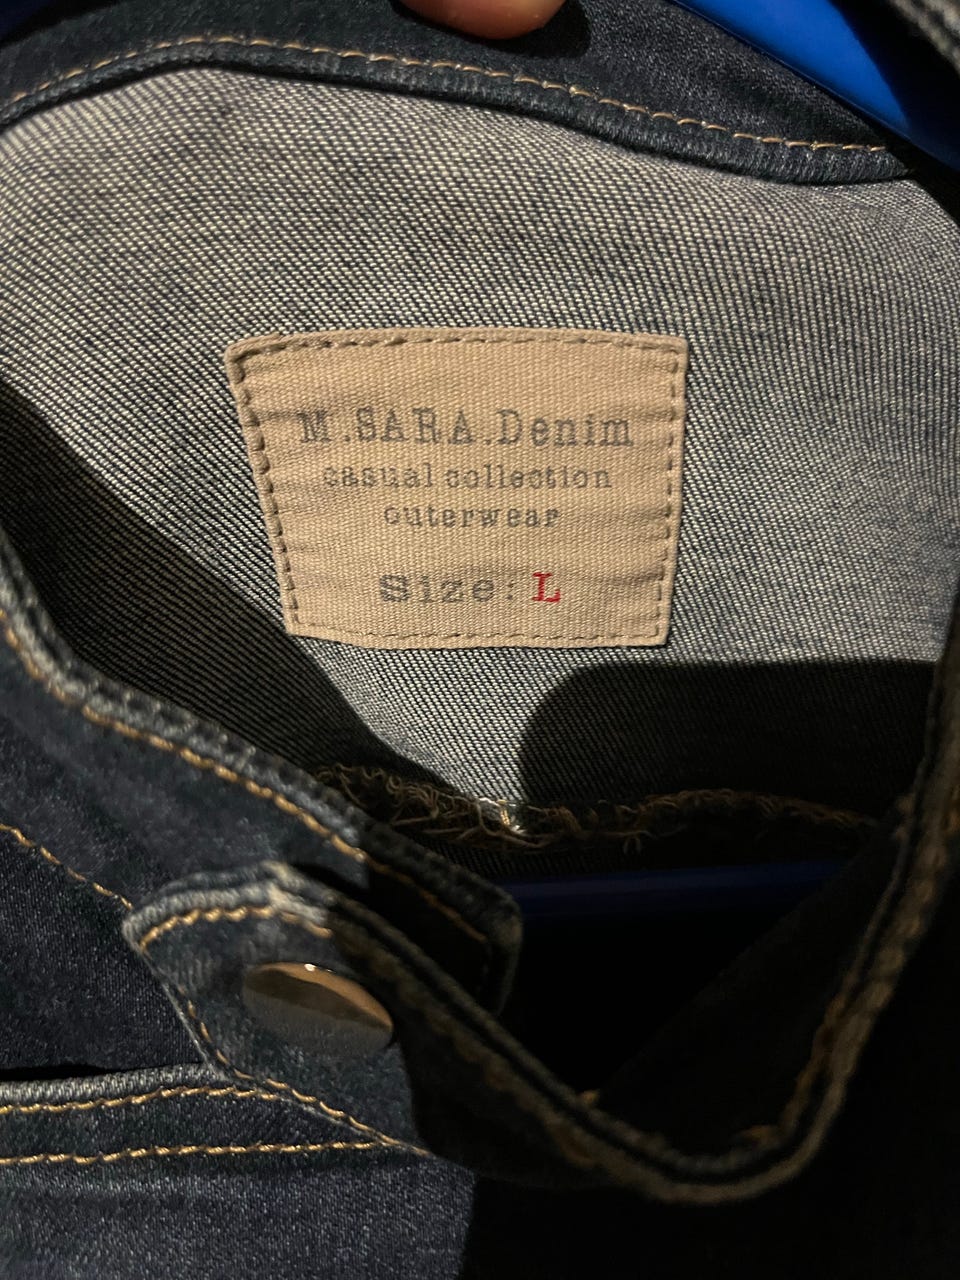 M.SARA.Denim
casual collection
outerwear
Size: L